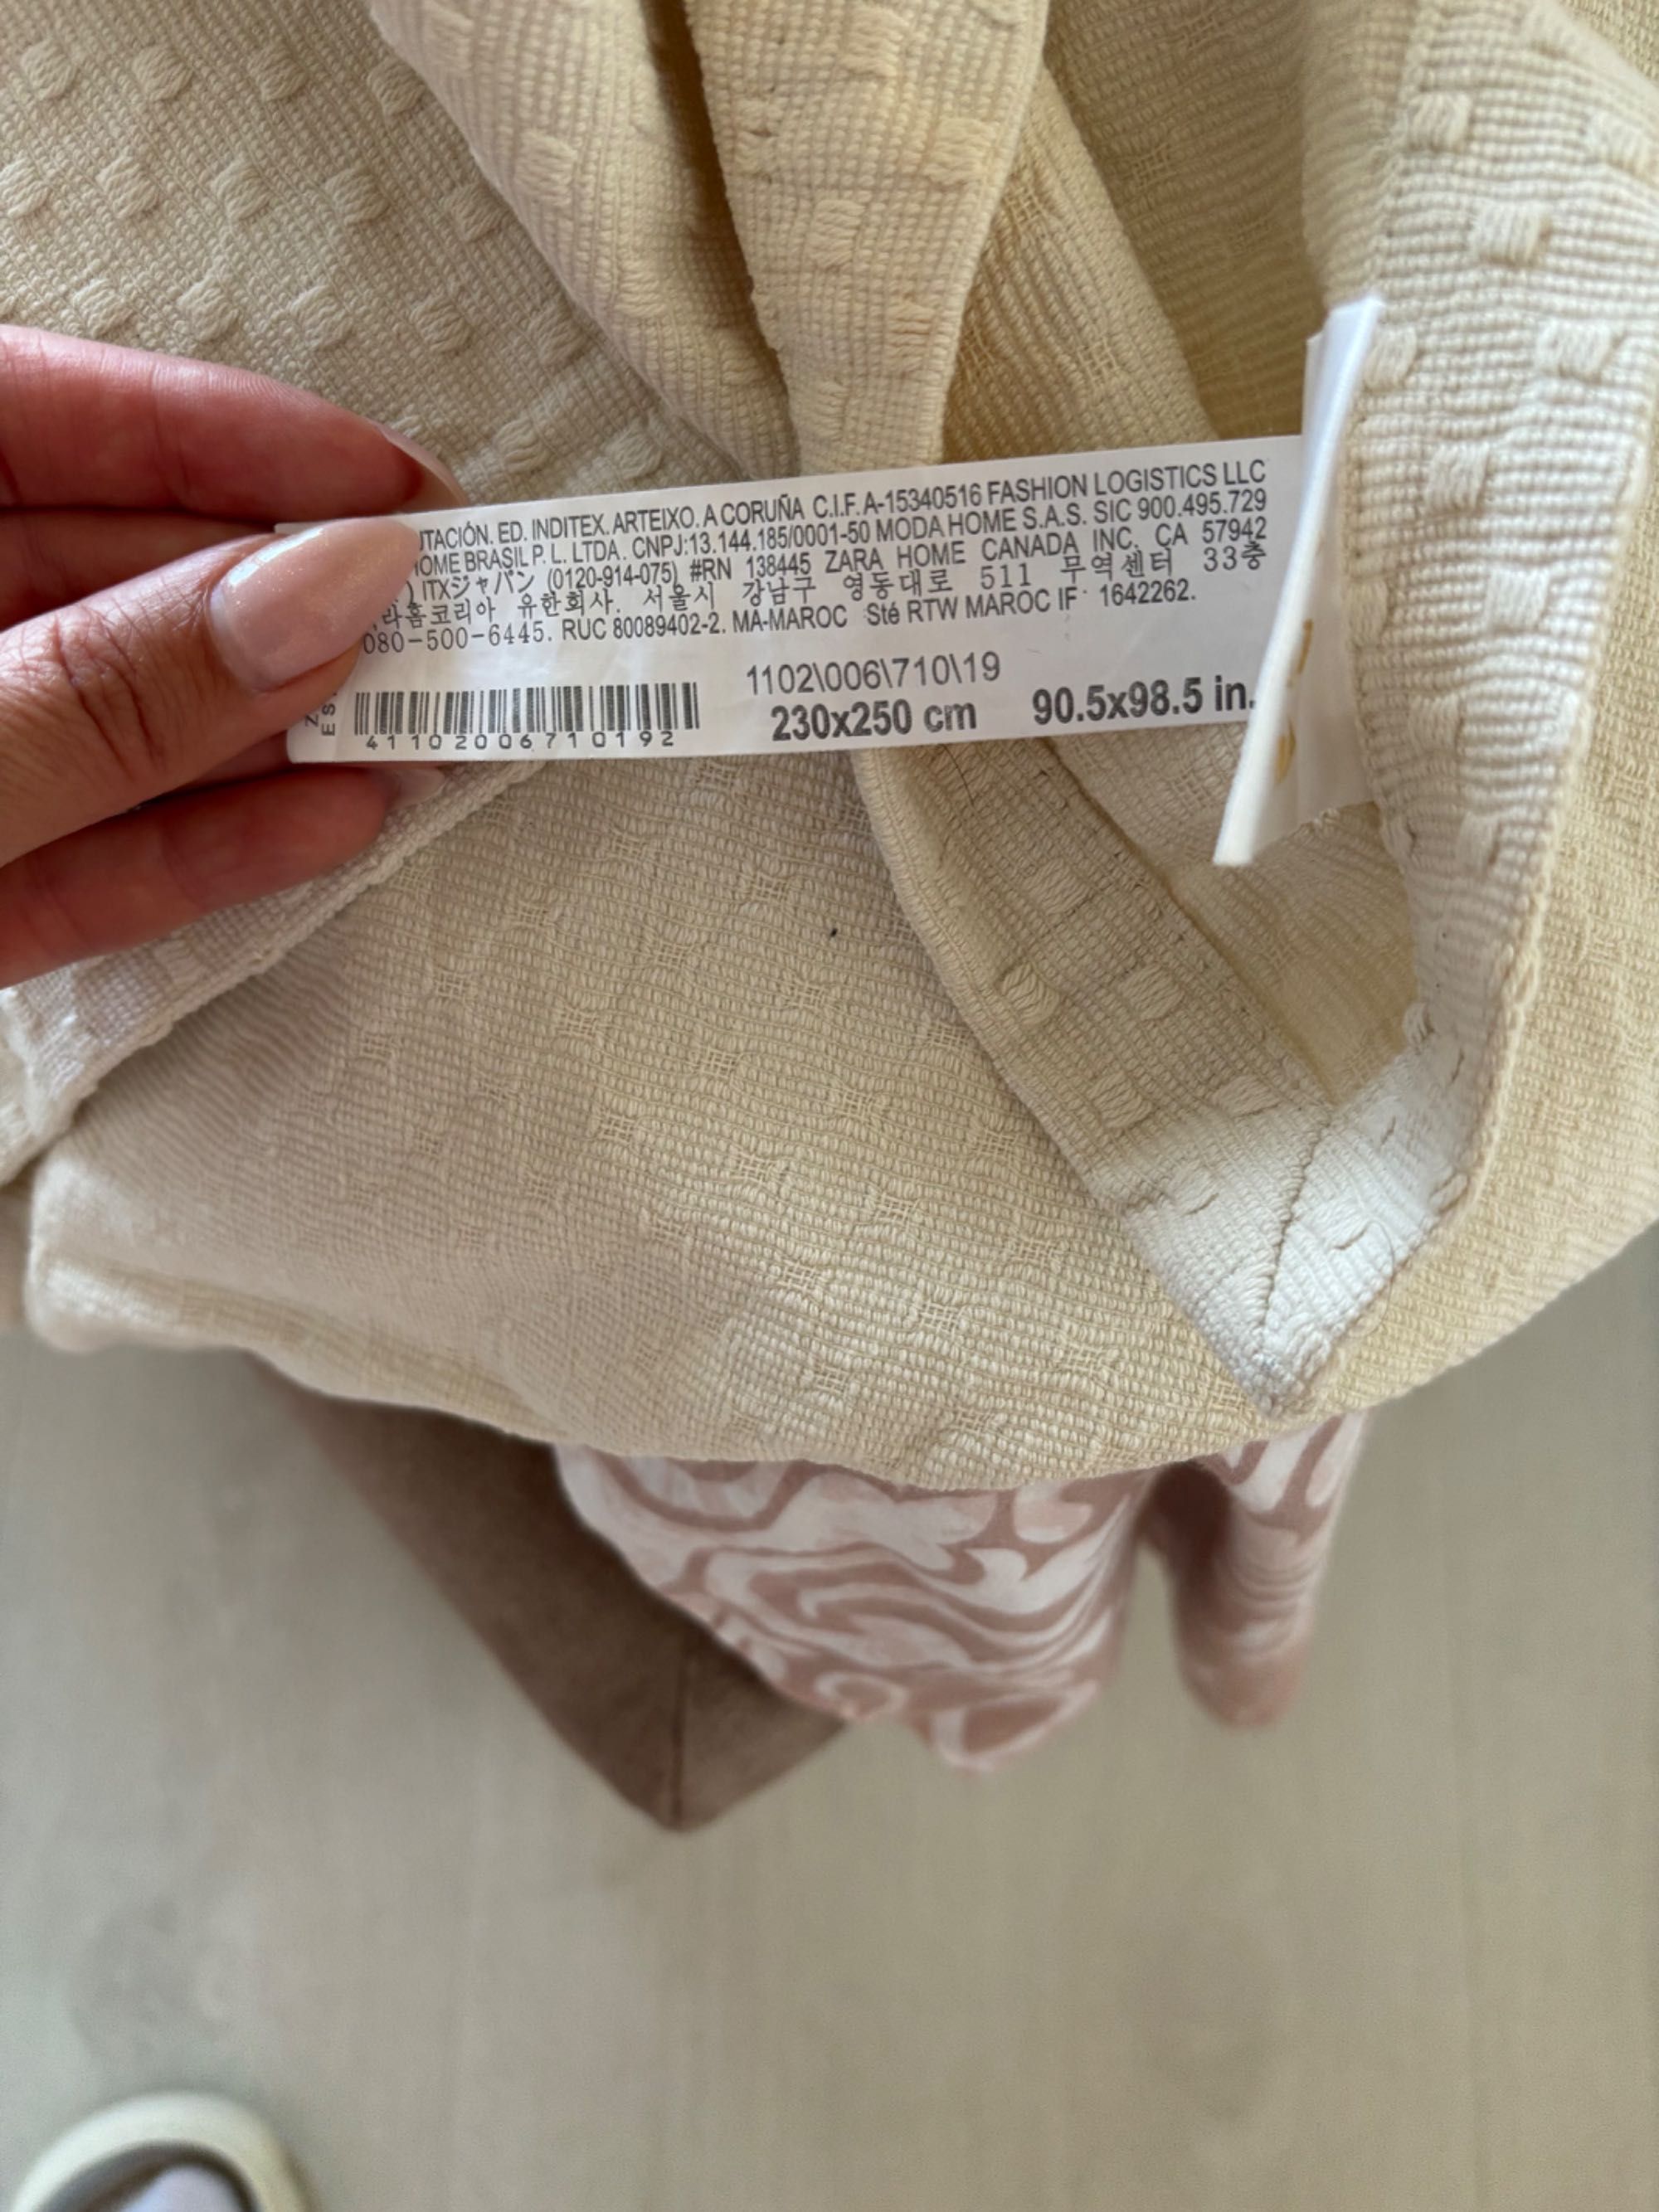 UTACIÓN. ED. INDITEX. ARTEIXO. A CORUÑA C.I.F. A-15340516 FASHION LOGISTICS LLC
HOME BRASIL P. L. LTDA. CNPJ:13.144.185/0001-50 MODA HOME S.A.S. SIC 900.495.729
) ITXジャパン (0120-914-075) #RN 138445 ZARA HOME CANADA INC. CA 57942
라홈코리아 유한회사. 서울시 강남구 영동대로 511 무역센터 33층
080-500-6445. RUC 80089402-2. MA-MAROC Sté RTW MAROC IF 1642262.
1102\006\710\19
230x250 cm 90.5x98.5 in.
41102006710192